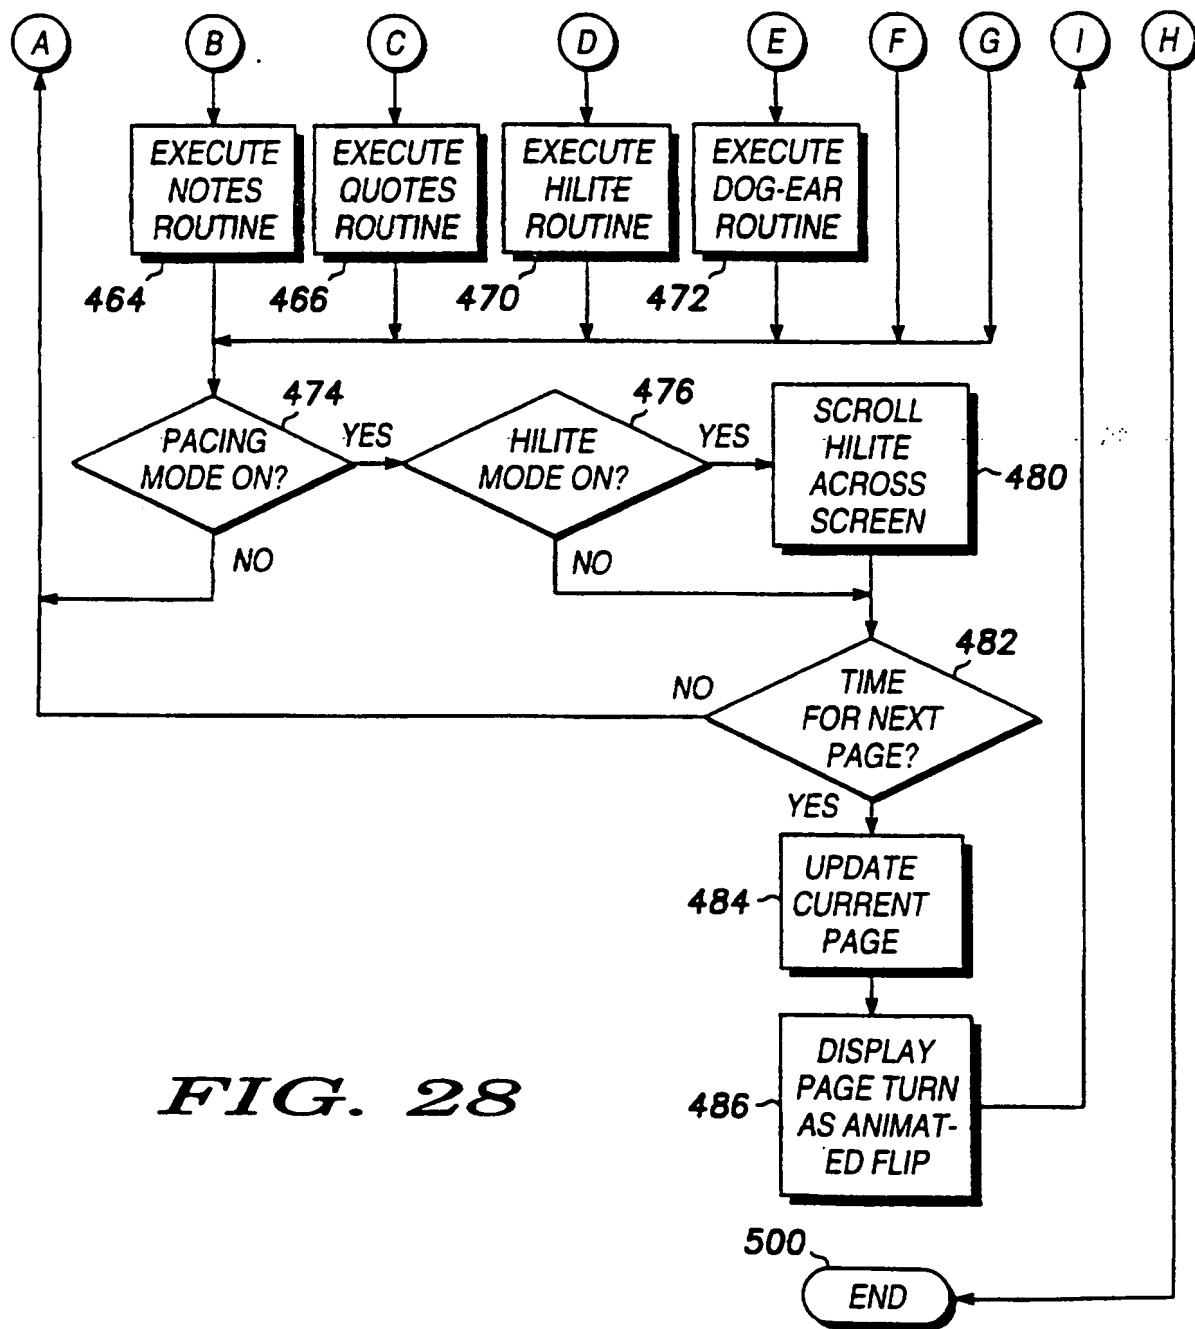 A B C D E F G I H
EXECUTE
NOTES
ROUTINE
464
EXECUTE
QUOTES
ROUTINE
466
EXECUTE
HILITE
ROUTINE
470
EXECUTE
DOG-EAR
ROUTINE
472
PACING
MODE ON?
474
YES
NO
HILITE
MODE ON?
476
YES
NO
SCROLL
HILITE
ACROSS
SCREEN
480
TIME
FOR NEXT
PAGE?
482
NO
YES
UPDATE
CURRENT
PAGE
484
DISPLAY
PAGE TURN
AS ANIMAT-
ED FLIP
486
FIG. 28
500
END